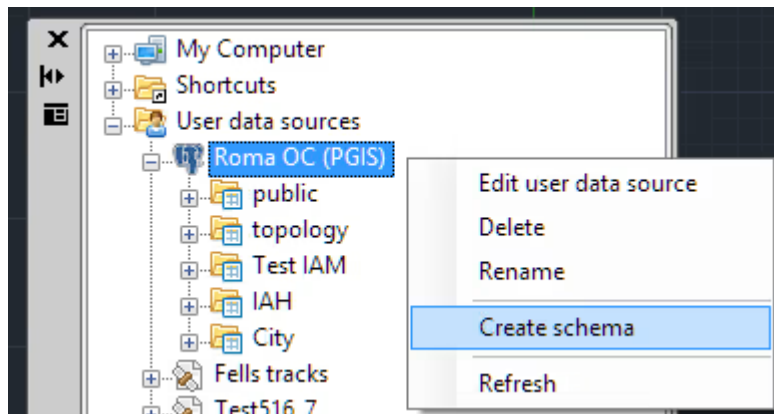 My Computer
Shortcuts
User data sources
Roma OC (PGIS)
public
topology
Test IAM
IAH
City
Fells tracks
Test516_7
Edit user data source
Delete
Rename
Create schema
Refresh